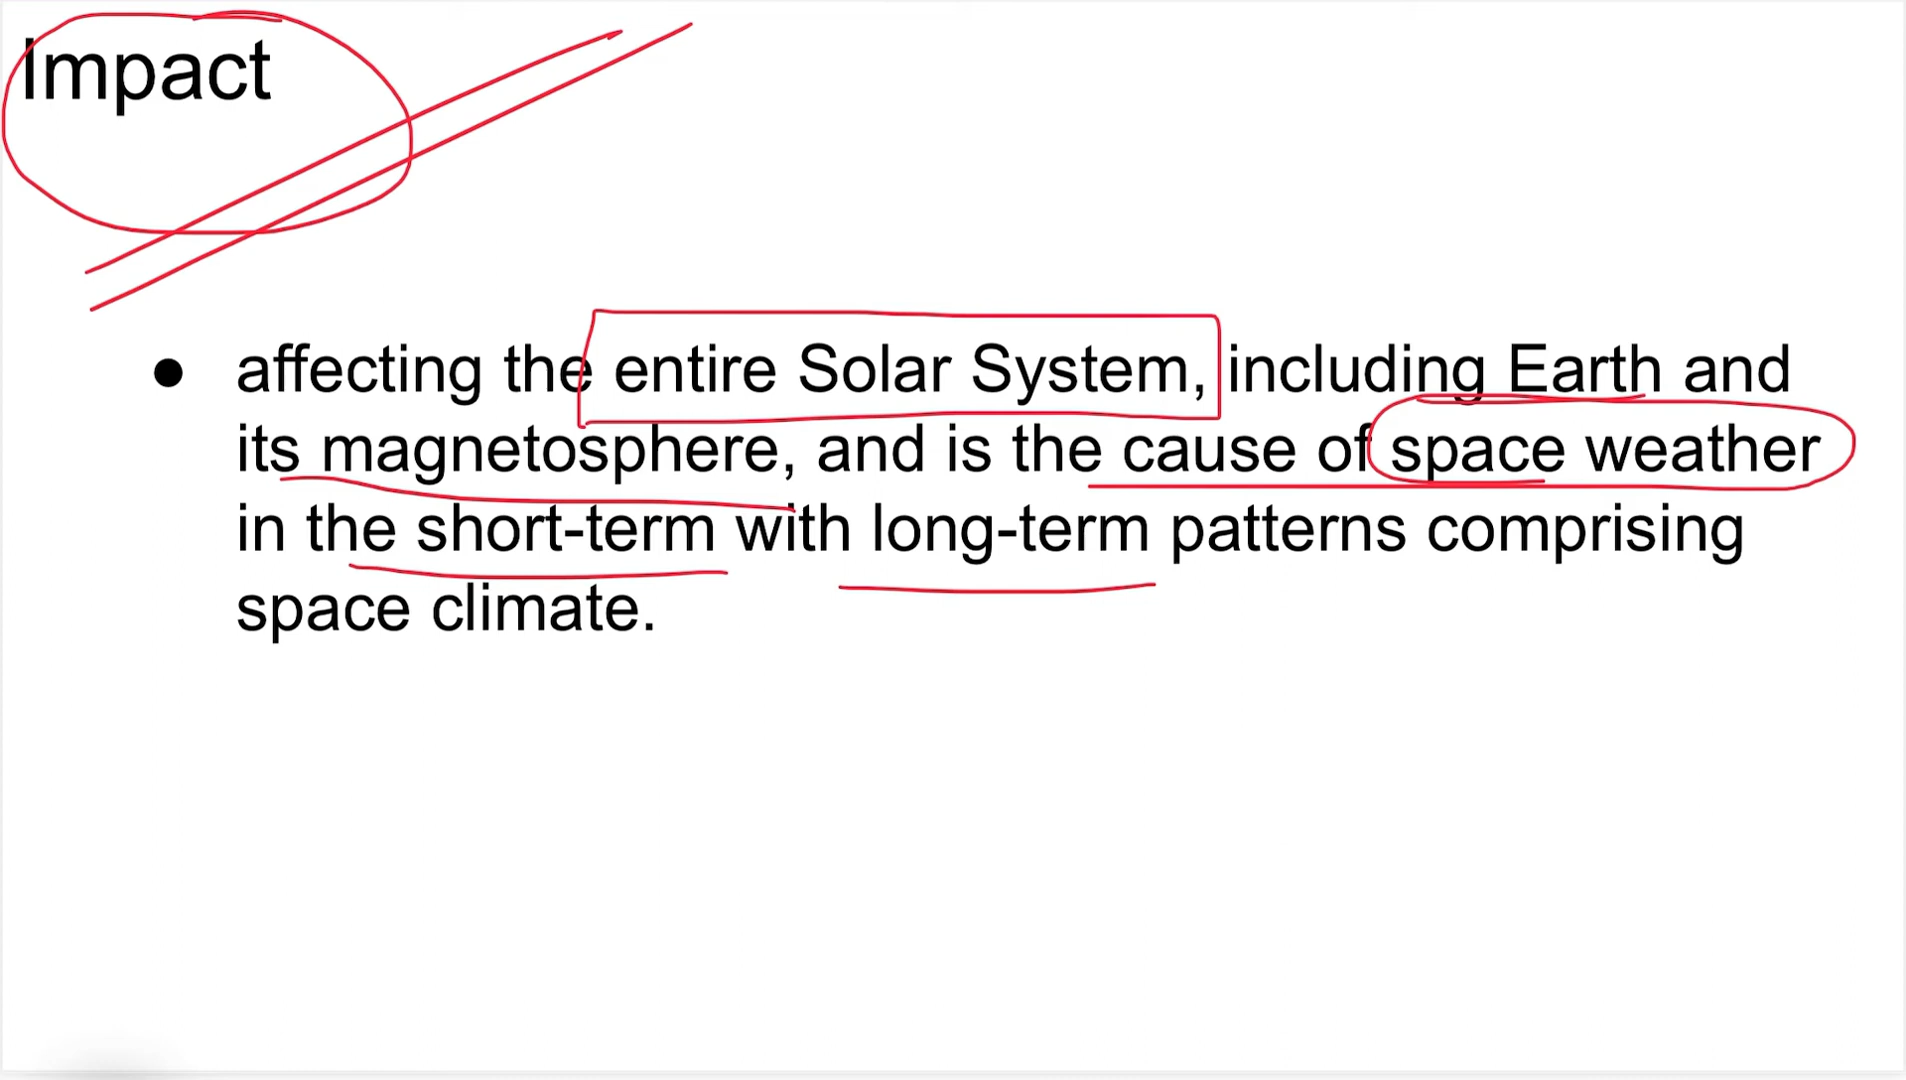 Impact
● affecting the entire Solar System, including Earth and
its magnetosphere, and is the cause of space weather
in the short-term with long-term patterns comprising
space climate.